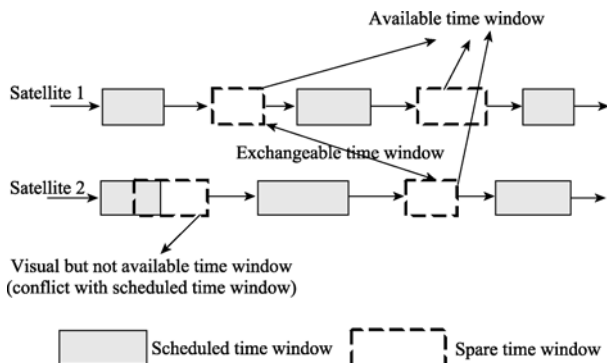 Available time window
Satellite 1
Exchangeable time window
Satellite 2
Visual but not available time window
(conflict with scheduled time window)
Scheduled time window
Spare time window